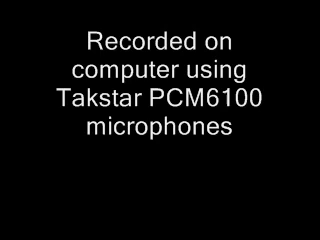 Recorded on
computer using
Takstar PCM6100
microphones